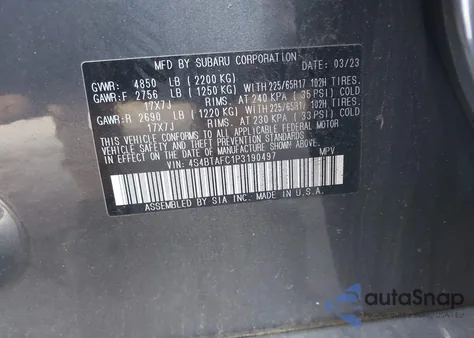 MFD BY SUBARU CORPORATION DATE: 03/23
GVWR: 4850 LB (2200 KG)
GAWR:F 2756 LB (1250 KG) WITH 225/65R17 102H TIRES.
17X7J RIMS. AT 240 KPA (35 PSI) COLD
GAWR:R 2690 LB (1220 KG) WITH 225/65R17 102H TIRES.
17X7J RIMS. AT 230 KPA (33 PSI) COLD
THIS VEHICLE CONFORMS TO ALL APPLICABLE FEDERAL MOTOR
VEHICLE SAFETY, BUMPER, AND THEFT PREVENTION STANDARDS
IN EFFECT ON THE DATE OF MANUFACTURE SHOWN ABOVE.
VIN: 4S4BTAFC1P3190497 MPV
ASSEMBLED BY SIA INC. MADE IN U.S.A.
autoSnap